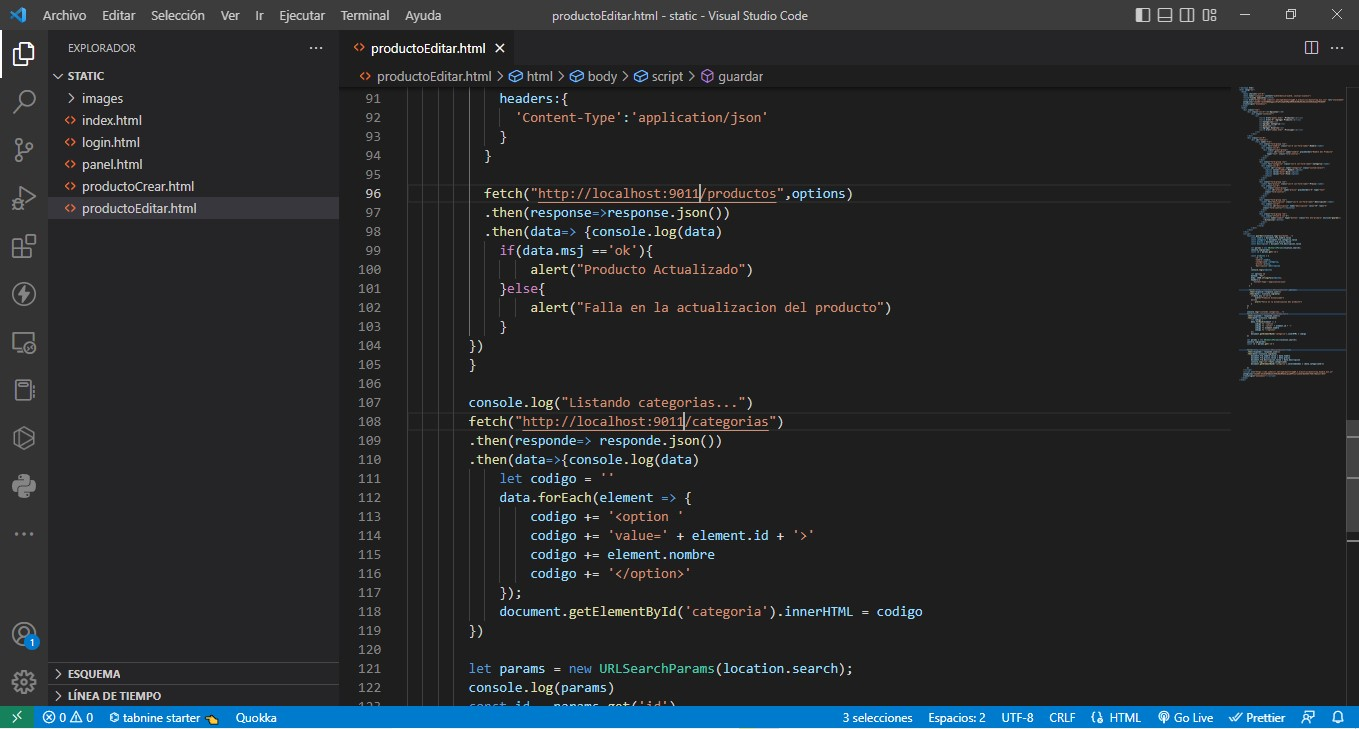 Archivo Editar Selección Ver Ir Ejecutar Terminal Ayuda
productoEditar.html - static - Visual Studio Code
EXPLORADOR
STATIC
images
index.html
login.html
panel.html
productoCrear.html
productoEditar.html
ESQUEMA
LÍNEA DE TIEMPO
productoEditar.html
productoEditar.html > html > body > script > guardar
91 headers:{
92 'Content-Type':'application/json'
93 }
94 }
95
96 fetch("http://localhost:9011/productos",options)
97 .then(response=>response.json())
98 .then(data=> {console.log(data)
99 if(data.msj =='ok'){
100 alert("Producto Actualizado")
101 }else{
102 alert("Falla en la actualizacion del producto")
103 }
104 })
105 }
106
107 console.log("Listando categorias...")
108 fetch("http://localhost:9011/categorias")
109 .then(responde=> responde.json())
110 .then(data=>{console.log(data)
111 let codigo = ''
112 data.forEach(element => {
113 codigo += '<option '
114 codigo += 'value=' + element.id + '>'
115 codigo += element.nombre
116 codigo += '</option>'
117 });
118 document.getElementById('categoria').innerHTML = codigo
119 })
120
121 let params = new URLSearchParams(location.search);
122 console.log(params)
123 const id = params.get('id')
1
0 0 tabnine starter Quokka
3 selecciones Espacios: 2 UTF-8 CRLF HTML Go Live Prettier